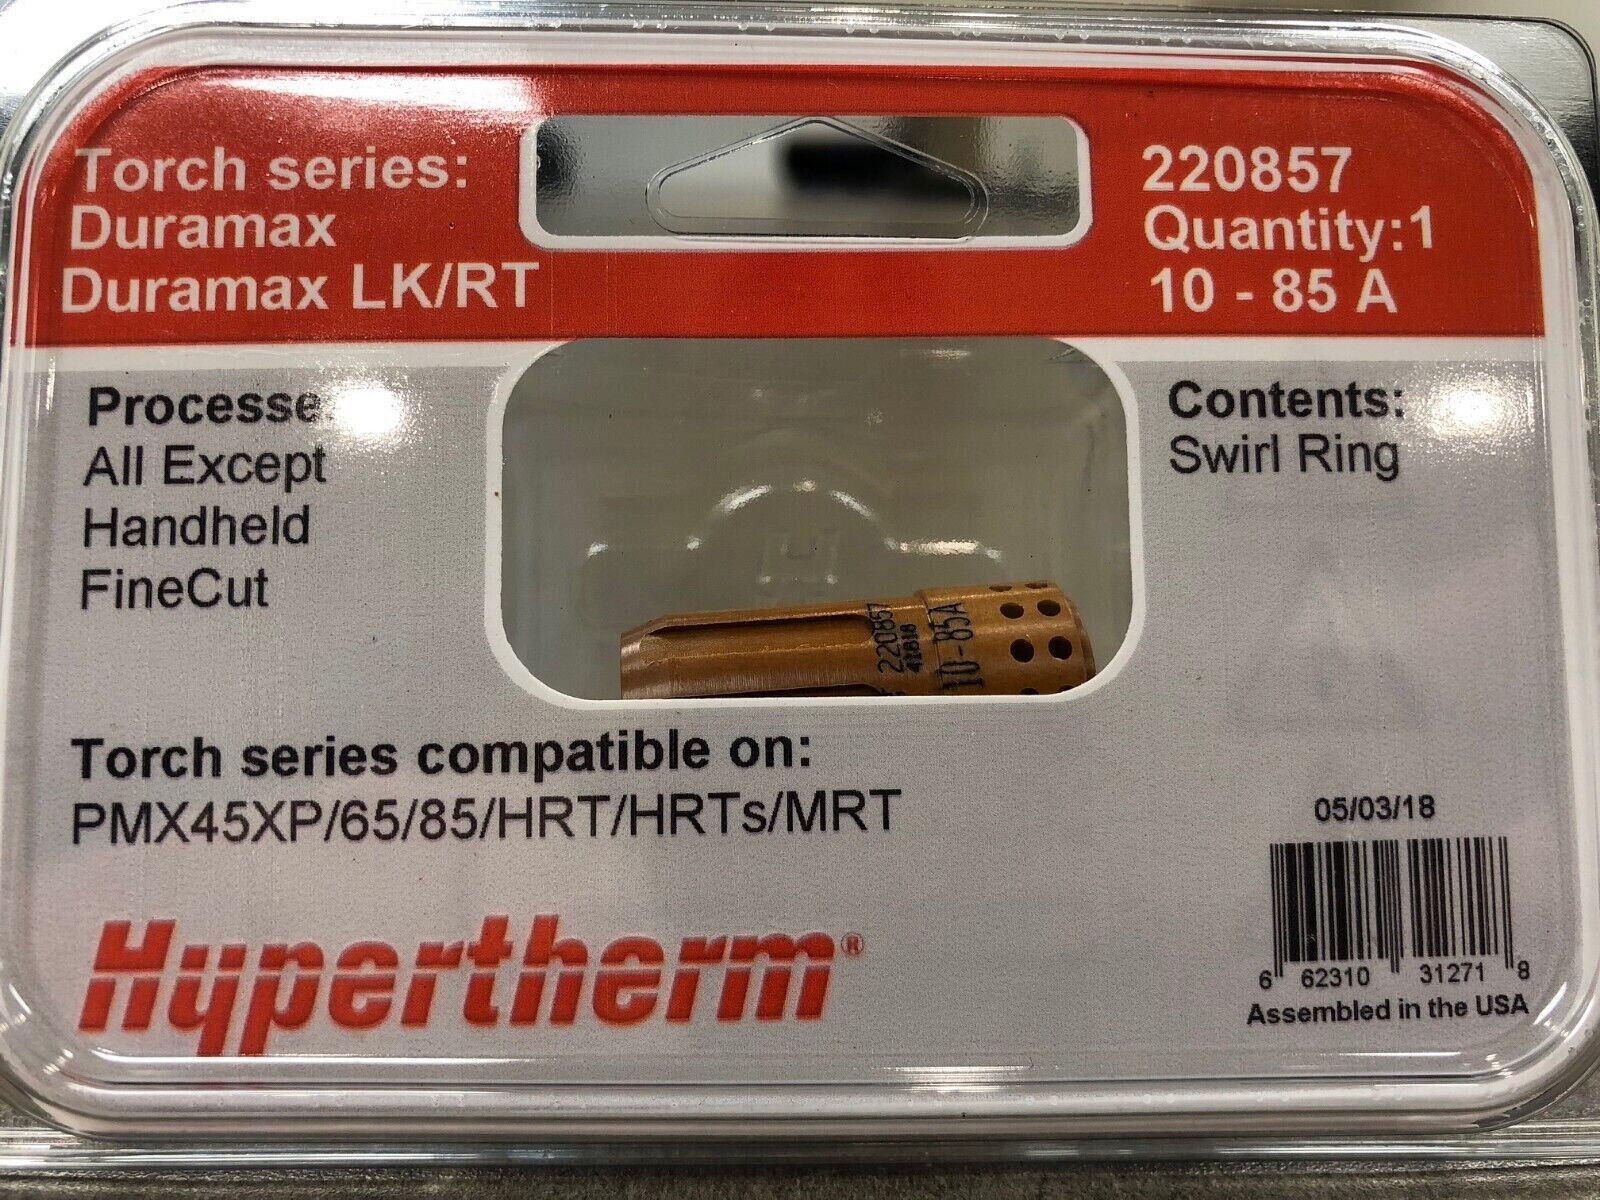 Torch series:
Duramax
Duramax LK/RT
220857
Quantity:1
10 - 85 A
All Except
Handheld
FineCut
Contents:
Swirl Ring
220857
41818
10-85A
Torch series compatible on:
PMX45XP/65/85/HRT/HRTs/MRT
Hypertherm®
05/03/18
6 62310 31271 8
Assembled in the USA